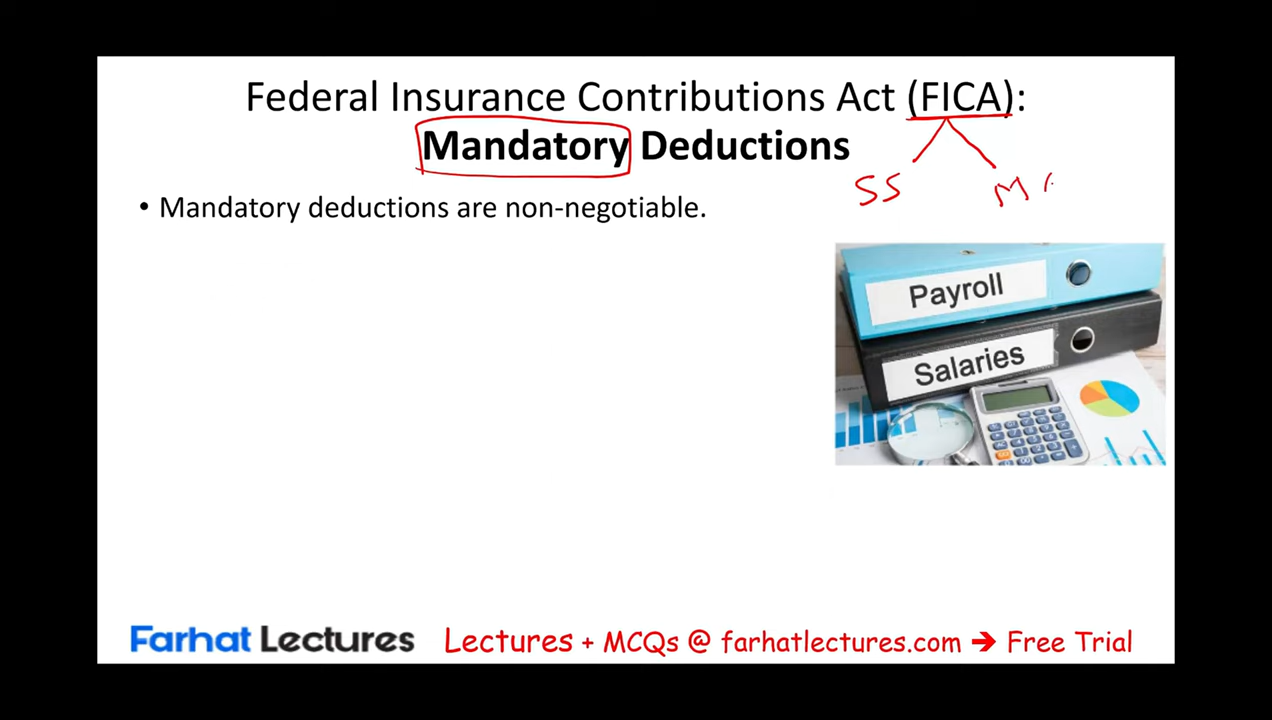 Federal Insurance Contributions Act (FICA):
Mandatory Deductions
SS M
• Mandatory deductions are non-negotiable.
Payroll
Salaries
Farhat Lectures Lectures + MCQs @ farhatlectures.com → Free Trial